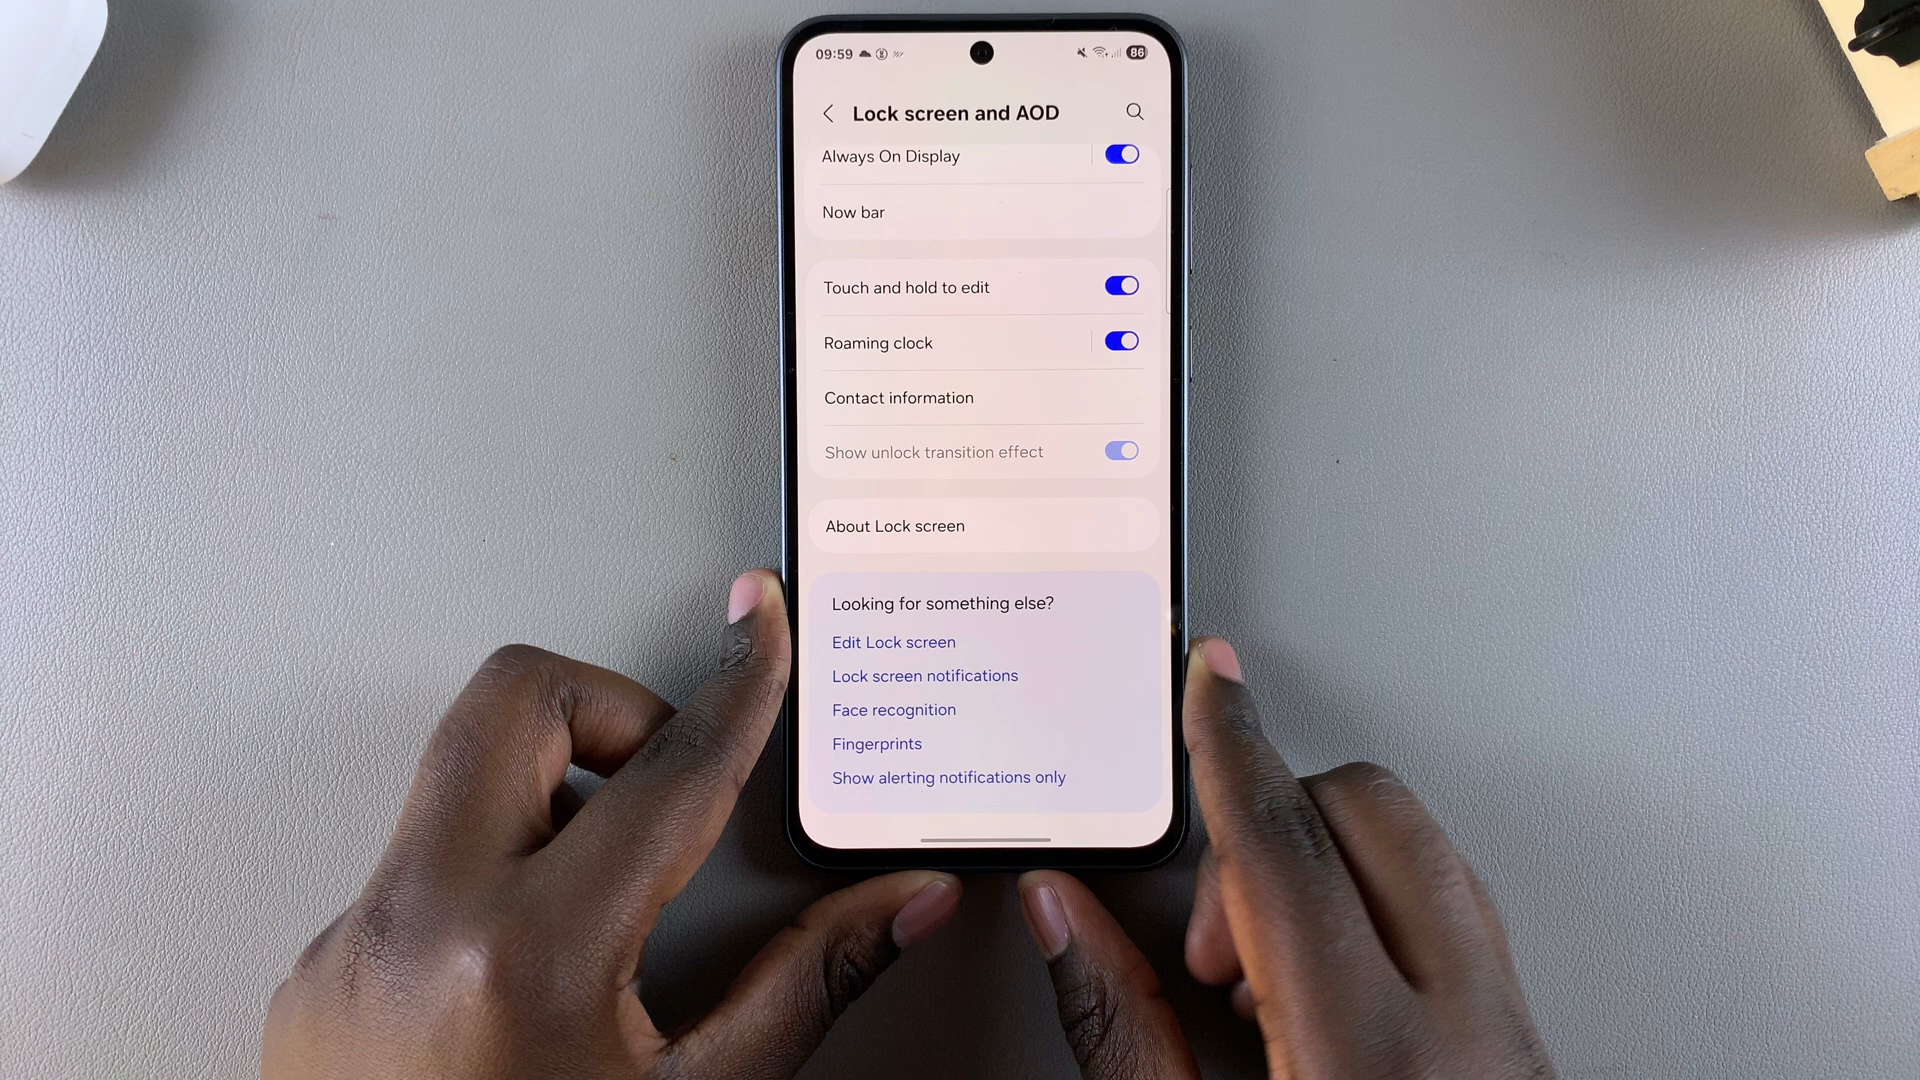 09:59
86
Lock screen and AOD
Always On Display
Now bar
Touch and hold to edit
Roaming clock
Contact information
Show unlock transition effect
About Lock screen
Looking for something else?
Edit Lock screen
Lock screen notifications
Face recognition
Fingerprints
Show alerting notifications only